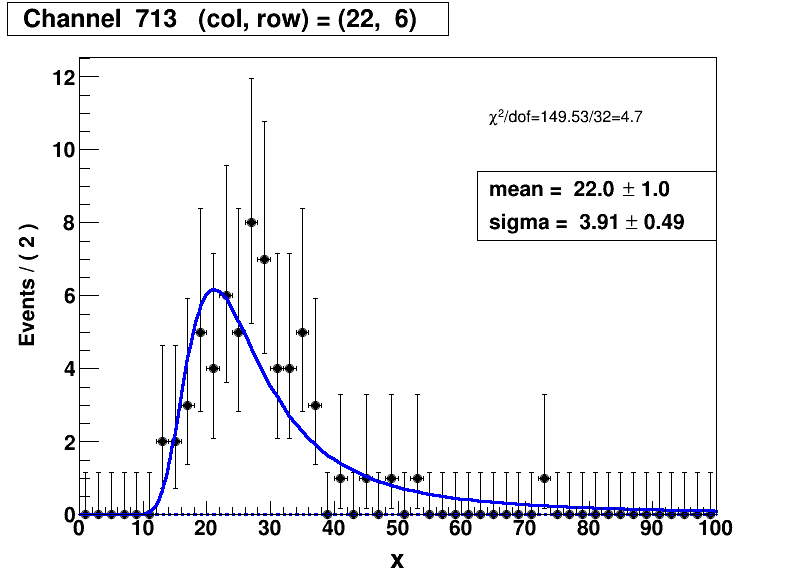 Channel 713 (col, row) = (22, 6)
χ²/dof=149.53/32=4.7
mean = 22.0 ± 1.0
sigma = 3.91 ± 0.49
Events / ( 2 )
12
10
8
6
4
2
0
0 10 20 30 40 50 60 70 80 90 100
x